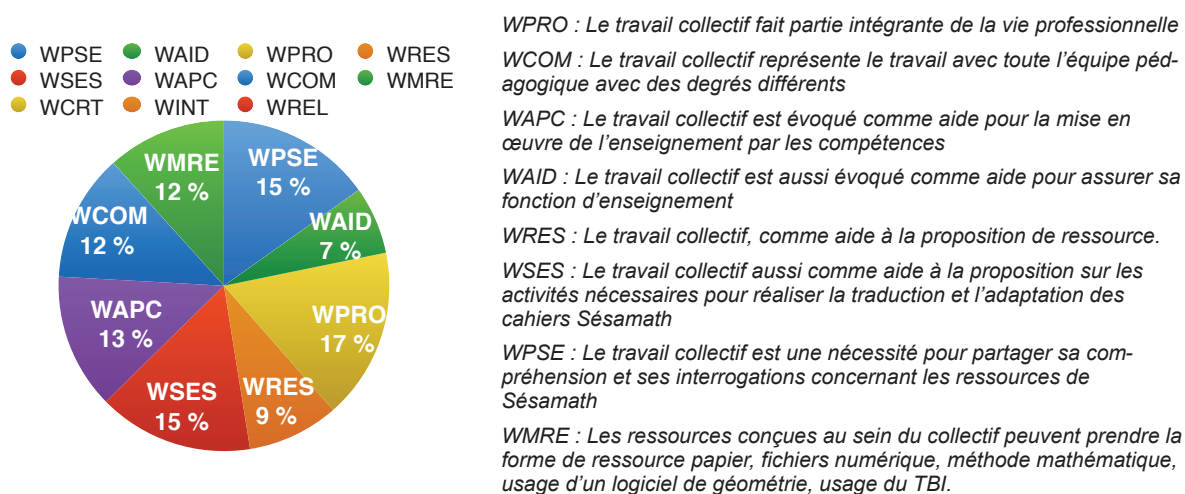 WPSE WAID WPRO WRES
WSES WAPC WCOM WMRE
WCRT WINT WREL
WMRE
12 %
WPSE
15 %
WCOM
12 %
WAID
7 %
WAPC
13 %
WPRO
17 %
WSES
15 %
WRES
9 %
WPRO : Le travail collectif fait partie intégrante de la vie professionnelle
WCOM : Le travail collectif représente le travail avec toute l’équipe péd-
agogique avec des degrés différents
WAPC : Le travail collectif est évoqué comme aide pour la mise en
œuvre de l’enseignement par les compétences
WAID : Le travail collectif est aussi évoqué comme aide pour assurer sa
fonction d’enseignement
WRES : Le travail collectif, comme aide à la proposition de ressource.
WSES : Le travail collectif aussi comme aide à la proposition sur les
activités nécessaires pour réaliser la traduction et l’adaptation des
cahiers Sésamath
WPSE : Le travail collectif est une nécessité pour partager sa com-
préhension et ses interrogations concernant les ressources de
Sésamath
WMRE : Les ressources conçues au sein du collectif peuvent prendre la
forme de ressource papier, fichiers numérique, méthode mathématique,
usage d’un logiciel de géométrie, usage du TBI.